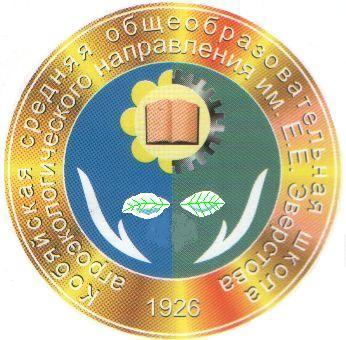 Кобяйская средняя общеобразовательная школа
агроэкологического направления им. Е.Е. Эверстова
1926